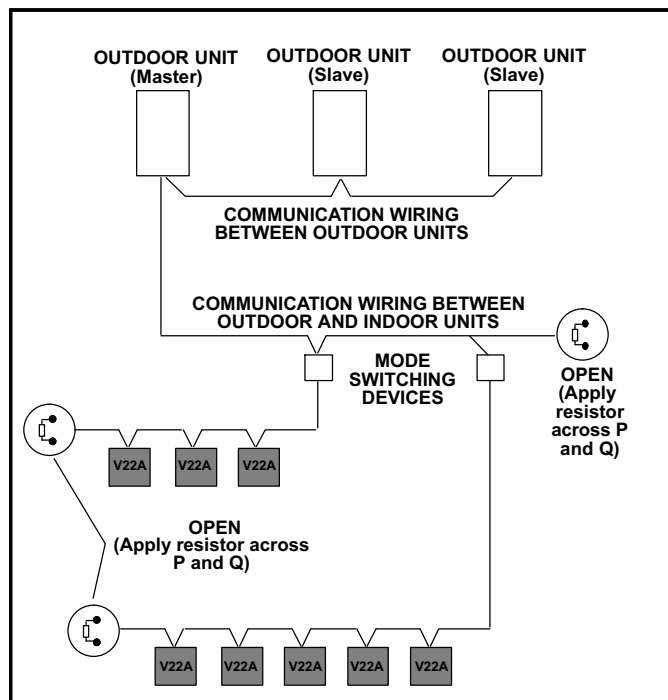 OUTDOOR UNIT
(Master)
OUTDOOR UNIT
(Slave)
OUTDOOR UNIT
(Slave)
COMMUNICATION WIRING
BETWEEN OUTDOOR UNITS
COMMUNICATION WIRING BETWEEN
OUTDOOR AND INDOOR UNITS
MODE
SWITCHING
DEVICES
OPEN
(Apply
resistor
across P
and Q)
V22A
V22A
V22A
OPEN
(Apply resistor across
P and Q)
V22A
V22A
V22A
V22A
V22A